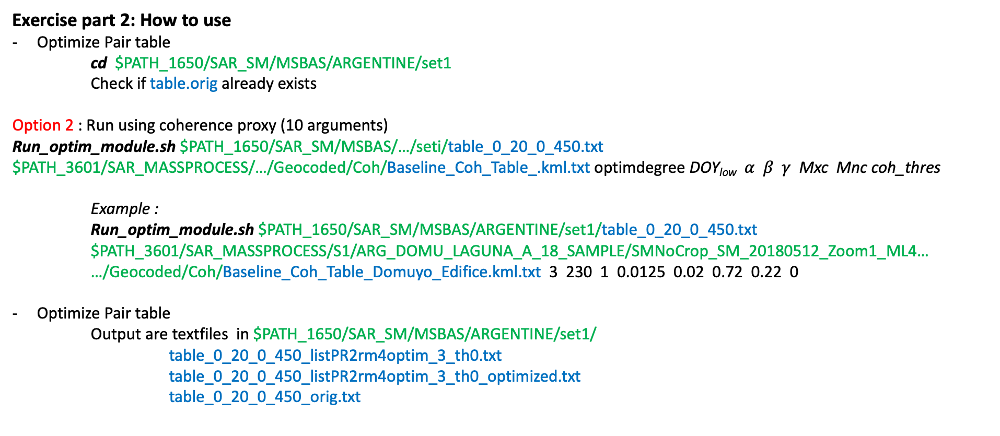 Exercise part 2: How to use
- Optimize Pair table
cd $PATH_1650/SAR_SM/MSBAS/ARGENTINE/set1
Check if table.orig already exists
Option 2 : Run using coherence proxy (10 arguments)
Run_optim_module.sh $PATH_1650/SAR_SM/MSBAS/.../seti/table_0_20_0_450.txt
$PATH_3601/SAR_MASSPROCESS/.../Geocoded/Coh/Baseline_Coh_Table_.kml.txt optimdegree DOYlow α β γ Mxc Mnc coh_thres
Example :
Run_optim_module.sh $PATH_1650/SAR_SM/MSBAS/ARGENTINE/set1/table_0_20_0_450.txt
$PATH_3601/SAR_MASSPROCESS/S1/ARG_DOMU_LAGUNA_A_18_SAMPLE/SMNoCrop_SM_20180512_Zoom1_ML4...
.../Geocoded/Coh/Baseline_Coh_Table_Domuyo_Edifice.kml.txt 3 230 1 0.0125 0.02 0.72 0.22 0
- Optimize Pair table
Output are textfiles in $PATH_1650/SAR_SM/MSBAS/ARGENTINE/set1/
table_0_20_0_450_listPR2rm4optim_3_th0.txt
table_0_20_0_450_listPR2rm4optim_3_th0_optimized.txt
table_0_20_0_450_orig.txt